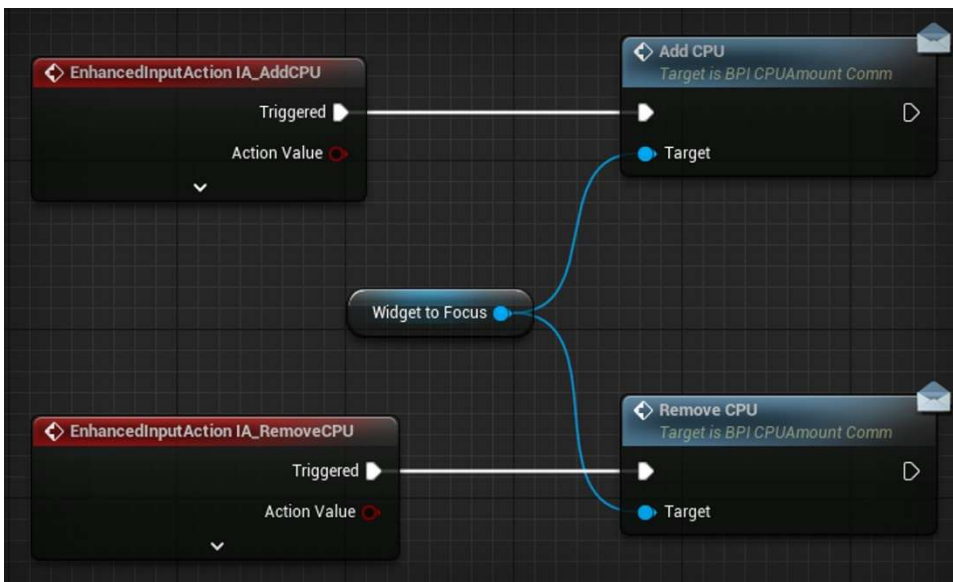 EnhancedInputAction IA_AddCPU
Triggered
Action Value
Add CPU
Target is BPI CPUAmount Comm
Target
Widget to Focus
EnhancedInputAction IA_RemoveCPU
Triggered
Action Value
Remove CPU
Target is BPI CPUAmount Comm
Target